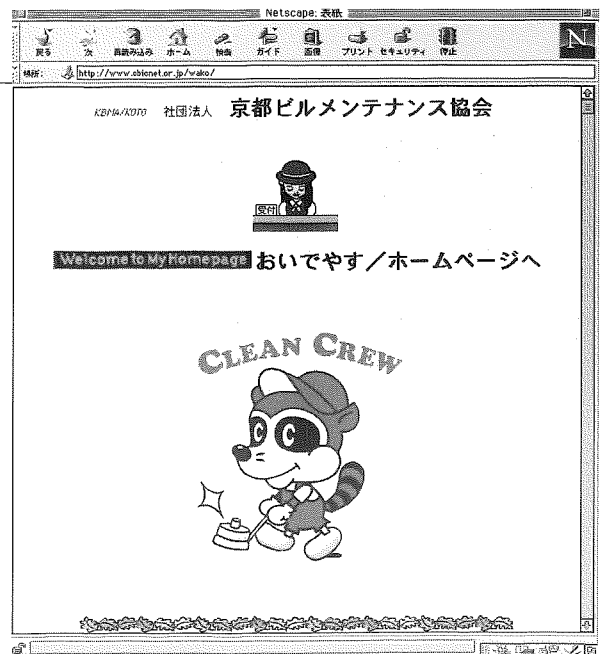 Netscape: 表紙
戻る 次 再読み込み ホーム 検索 ガイド 画像 プリント セキュリティ 停止
N
場所: http://www.cbicnet.or.jp/wako/
KBMA/KOTO 社団法人 京都ビルメンテナンス協会
受付
Welcome to My Homepage おいでやす/ホームページへ
CLEAN CREW
C C